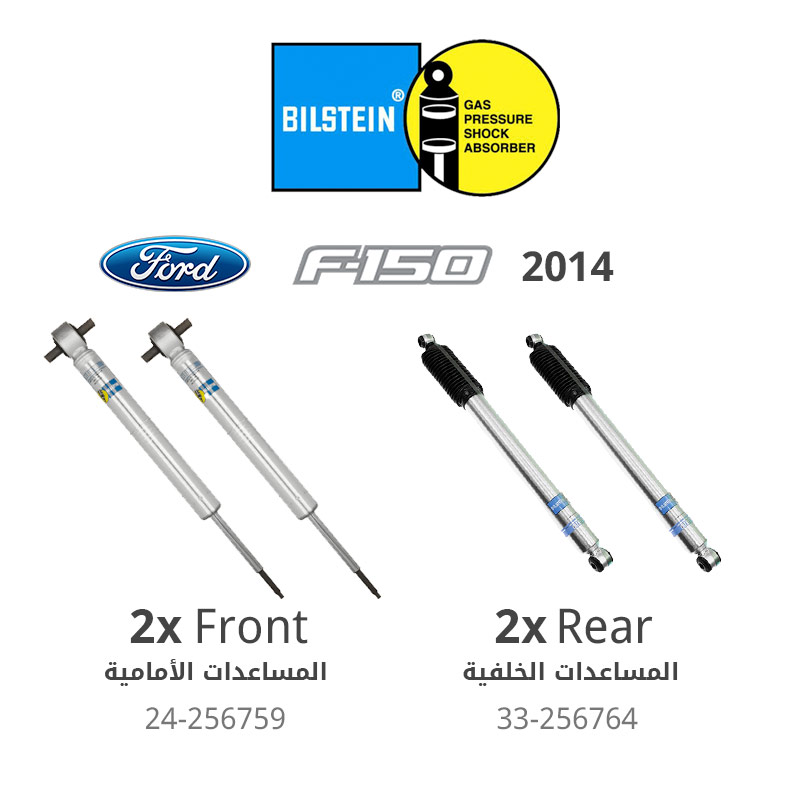 BILSTEIN®
GAS
PRESSURE
SHOCK
ABSORBER
Ford F-150 2014
2x Front
المساعدات الأمامية
24-256759
2x Rear
المساعدات الخلفية
33-256764